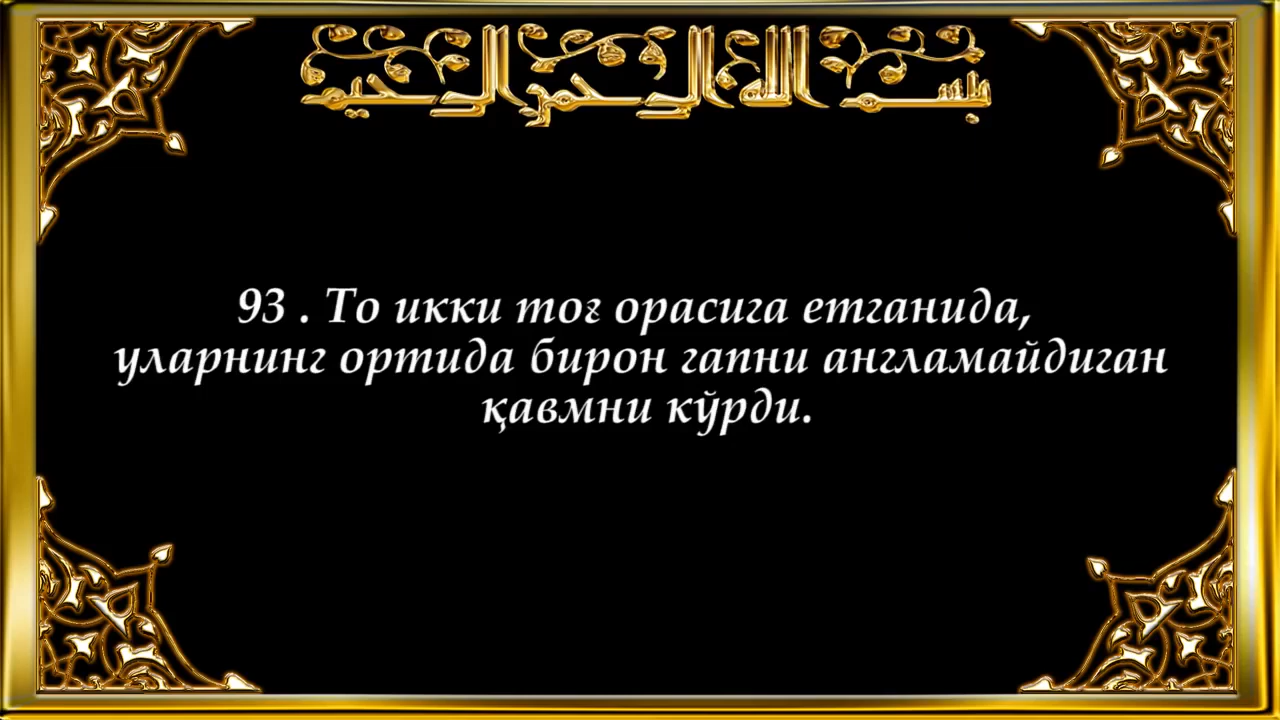 بسم الله الرحمن الرحيم
93 . То икки тоғ орасига етганида,
уларнинг ортида бирон гапни англамайдиган
қавмни кўрди.